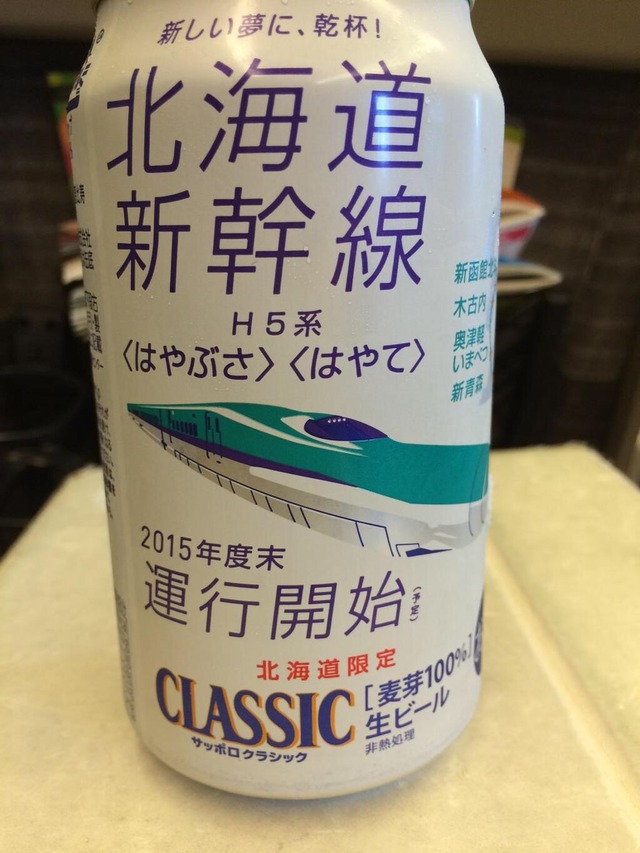 新しい夢に、乾杯!
北海道
新幹線
H5系
〈はやぶさ〉〈はやて〉
新函館北
木古内
奥津軽
いまべつ
新青森
2015年度末
運行開始(予定)
北海道限定
CLASSIC
サッポロクラシック
[麦芽100%]
生ビール
非熱処理